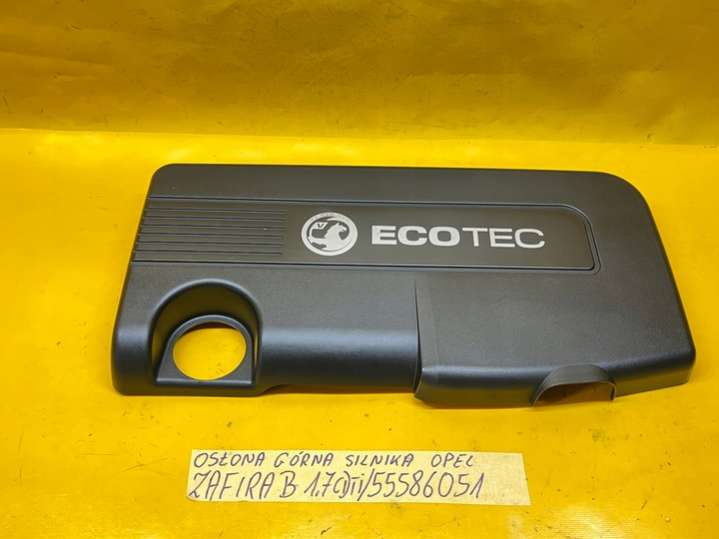 ECOTEC
OSŁONA GÓRNA SILNIKA OPEL
ZAFIRA B 1.7CDTi/55586051